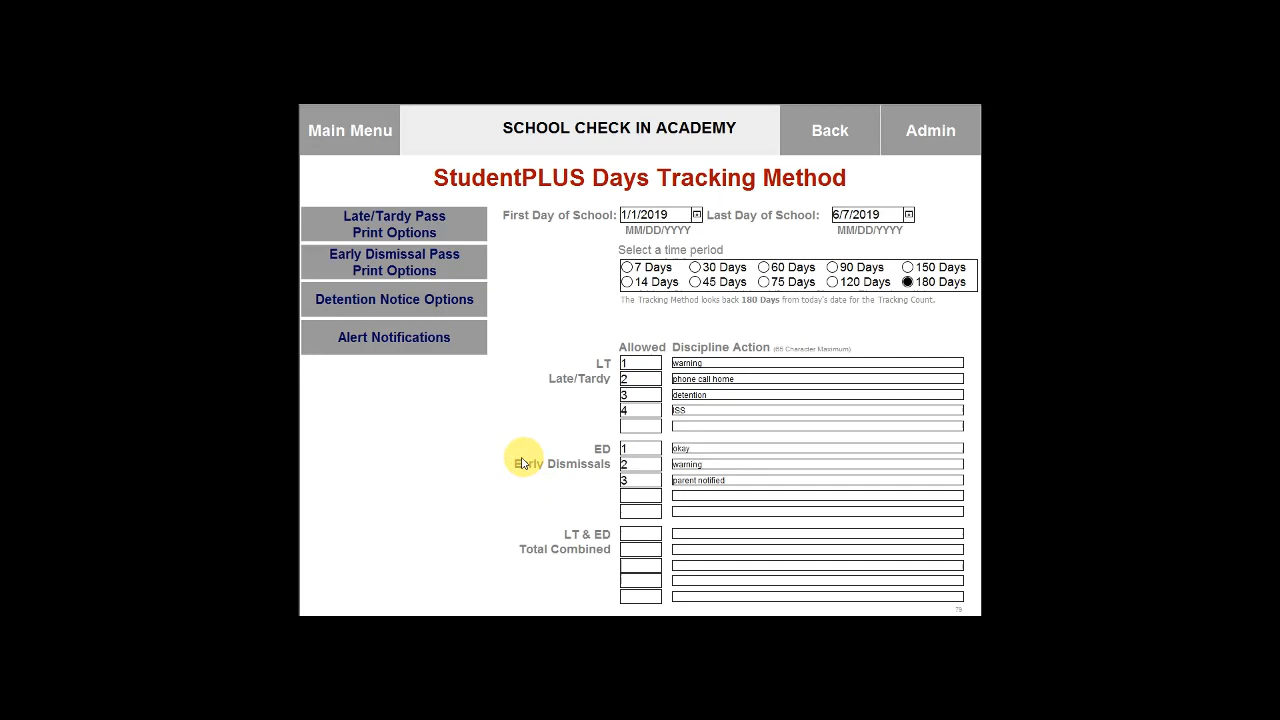 Main Menu
SCHOOL CHECK IN ACADEMY
Back
Admin
StudentPLUS Days Tracking Method
Late/Tardy Pass
Print Options
Early Dismissal Pass
Print Options
Detention Notice Options
Alert Notifications
First Day of School: 1/1/2019 Last Day of School: 6/7/2019
MM/DD/YYYY MM/DD/YYYY
Select a time period
7 Days 30 Days 60 Days 90 Days 150 Days
14 Days 45 Days 75 Days 120 Days 180 Days
The Tracking Method looks back 180 Days from today's date for the Tracking Count.
Allowed Discipline Action (65 Character Maximum)
LT 1 warning
Late/Tardy 2 phone call home
3 detention
4 ISS
ED 1 okay
Early Dismissals 2 warning
3 parent notified
LT & ED
Total Combined
79